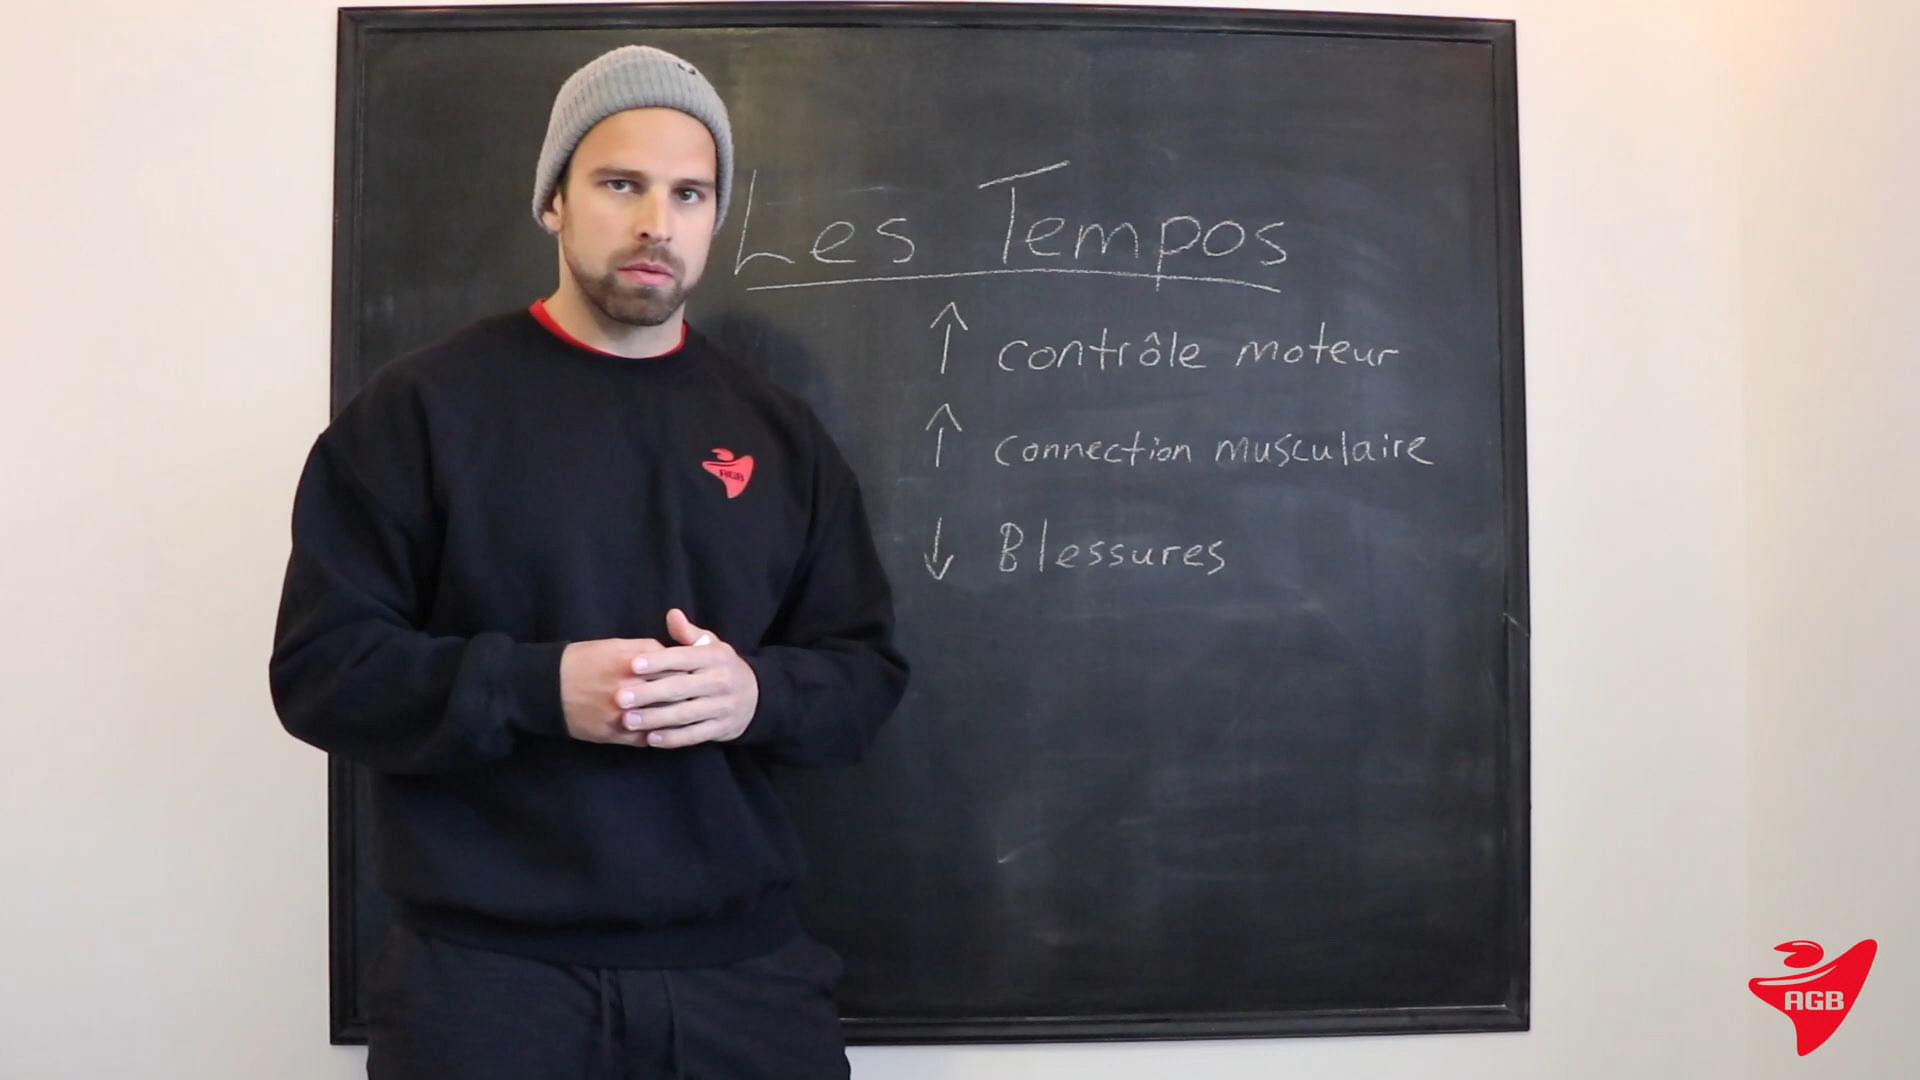 Les Tempos
↑ contrôle moteur
↑ connection musculaire
↓ Blessures
AGB
AGB